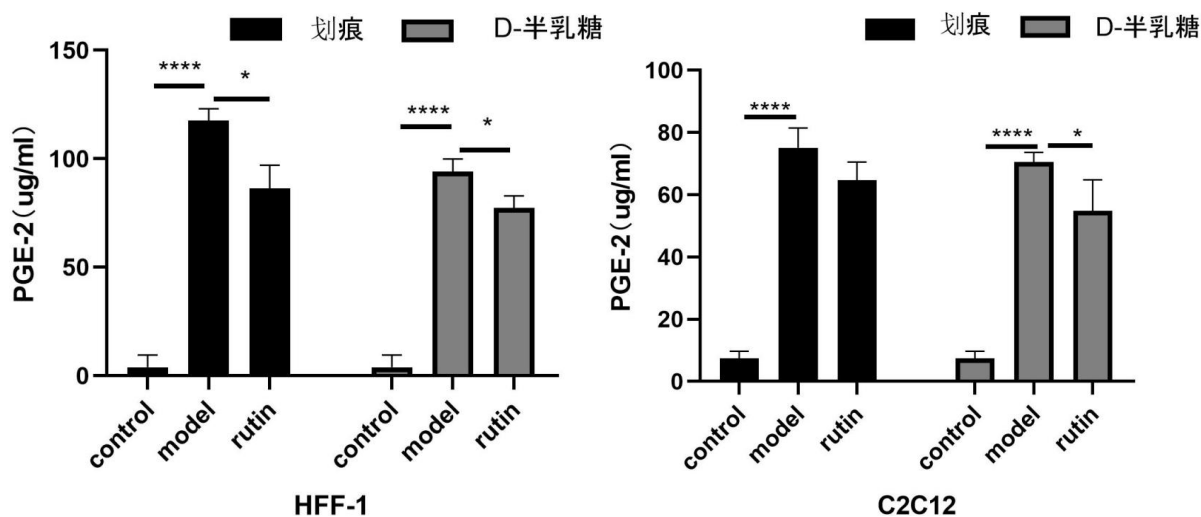 划痕 D-半乳糖
150
100
50
0
PGE-2(ug/ml)
**** *
**** *
control model rutin control model rutin
HFF-1
划痕 D-半乳糖
100
80
60
40
20
0
PGE-2(ug/ml)
****
**** *
control model rutin control model rutin
C2C12